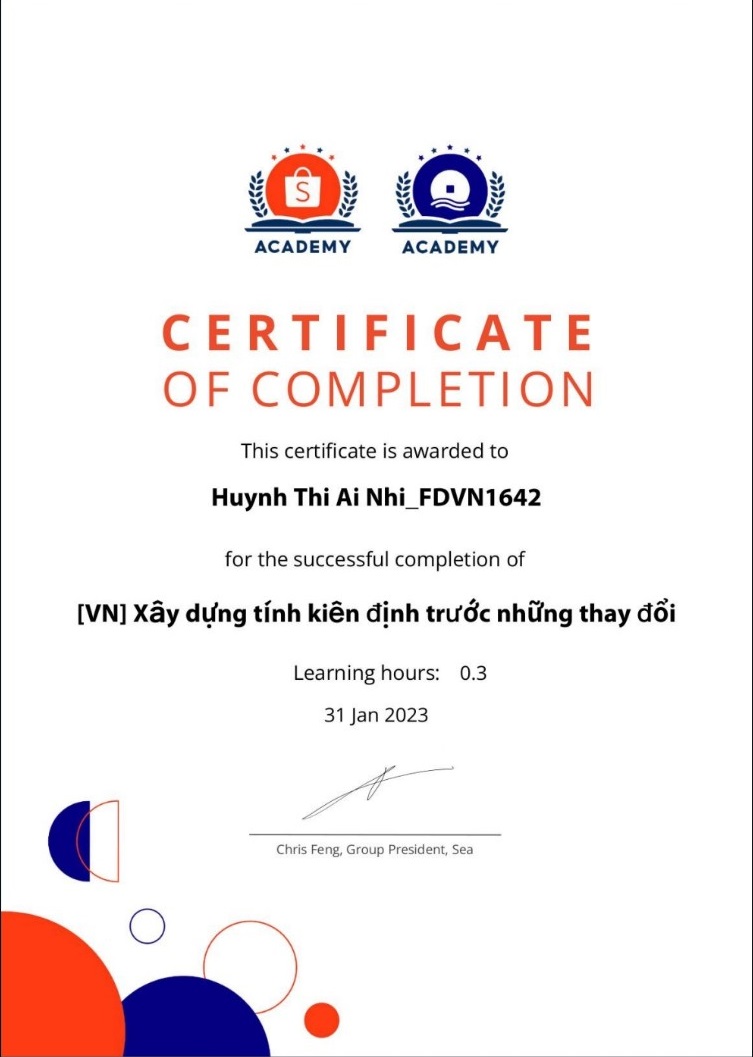 S
ACADEMY ACADEMY
CERTIFICATE
OF COMPLETION
This certificate is awarded to
Huynh Thi Ai Nhi_FDVN1642
for the successful completion of
[VN] Xây dựng tính kiên định trước những thay đổi
Learning hours: 0.3
31 Jan 2023
Chris Feng, Group President, Sea